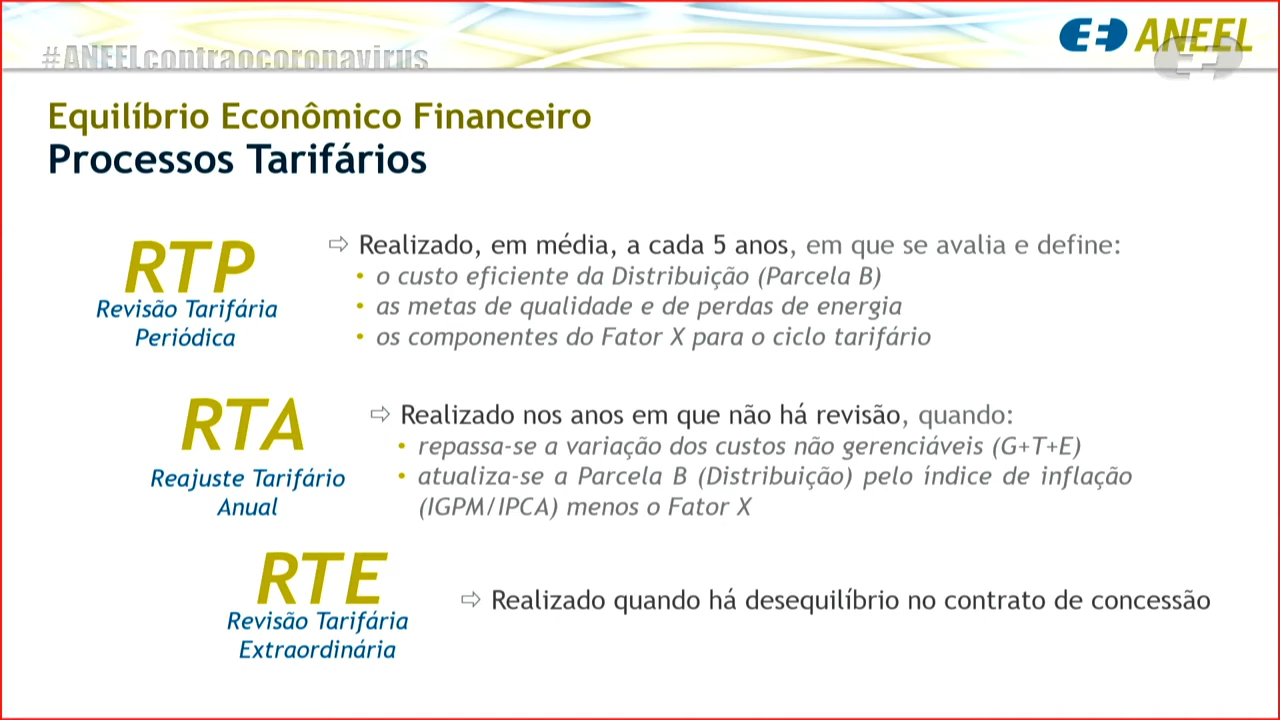 #ANEELcontraocoronavirus
ANEEL
Equilíbrio Econômico Financeiro
Processos Tarifários
RTP
Revisão Tarifária
Periódica
⇨ Realizado, em média, a cada 5 anos, em que se avalia e define:
• o custo eficiente da Distribuição (Parcela B)
• as metas de qualidade e de perdas de energia
• os componentes do Fator X para o ciclo tarifário
RTA
Reajuste Tarifário
Anual
⇨ Realizado nos anos em que não há revisão, quando:
• repassa-se a variação dos custos não gerenciáveis (G+T+E)
• atualiza-se a Parcela B (Distribuição) pelo índice de inflação
(IGPM/IPCA) menos o Fator X
RTE
Revisão Tarifária
Extraordinária
⇨ Realizado quando há desequilíbrio no contrato de concessão